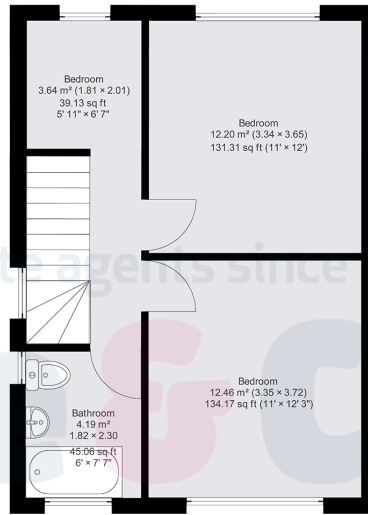 Bedroom
3.64 m² (1.81 × 2.01)
39.13 sq ft
5' 11" × 6' 7"
Bedroom
12.20 m² (3.34 × 3.65)
131.31 sq ft (11' × 12')
te agents since
&
Bedroom
12.46 m² (3.35 × 3.72)
134.17 sq ft (11' × 12' 3")
Bathroom
4.19 m²
1.82 × 2.30
45.06 sq ft
6' × 7' 7"